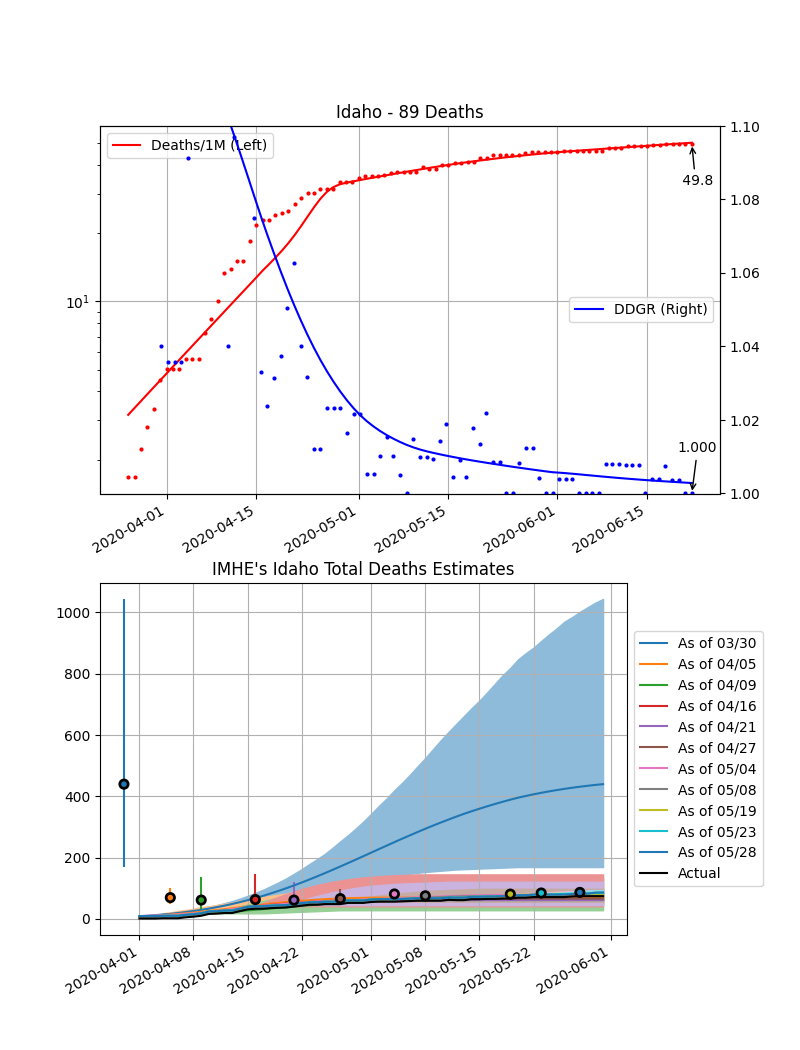 Idaho - 89 Deaths
Deaths/1M (Left)
1.10
49.8
1.08
1.06
DDGR (Right)
10^1
1.04
1.02
1.000
1.00
2020-04-01
2020-04-15
2020-05-01
2020-05-15
2020-06-01
2020-06-15
IMHE's Idaho Total Deaths Estimates
1000
800
600
400
200
0
As of 03/30
As of 04/05
As of 04/09
As of 04/16
As of 04/21
As of 04/27
As of 05/04
As of 05/08
As of 05/19
As of 05/23
As of 05/28
Actual
2020-04-01
2020-04-08
2020-04-15
2020-04-22
2020-05-01
2020-05-08
2020-05-15
2020-05-22
2020-06-01